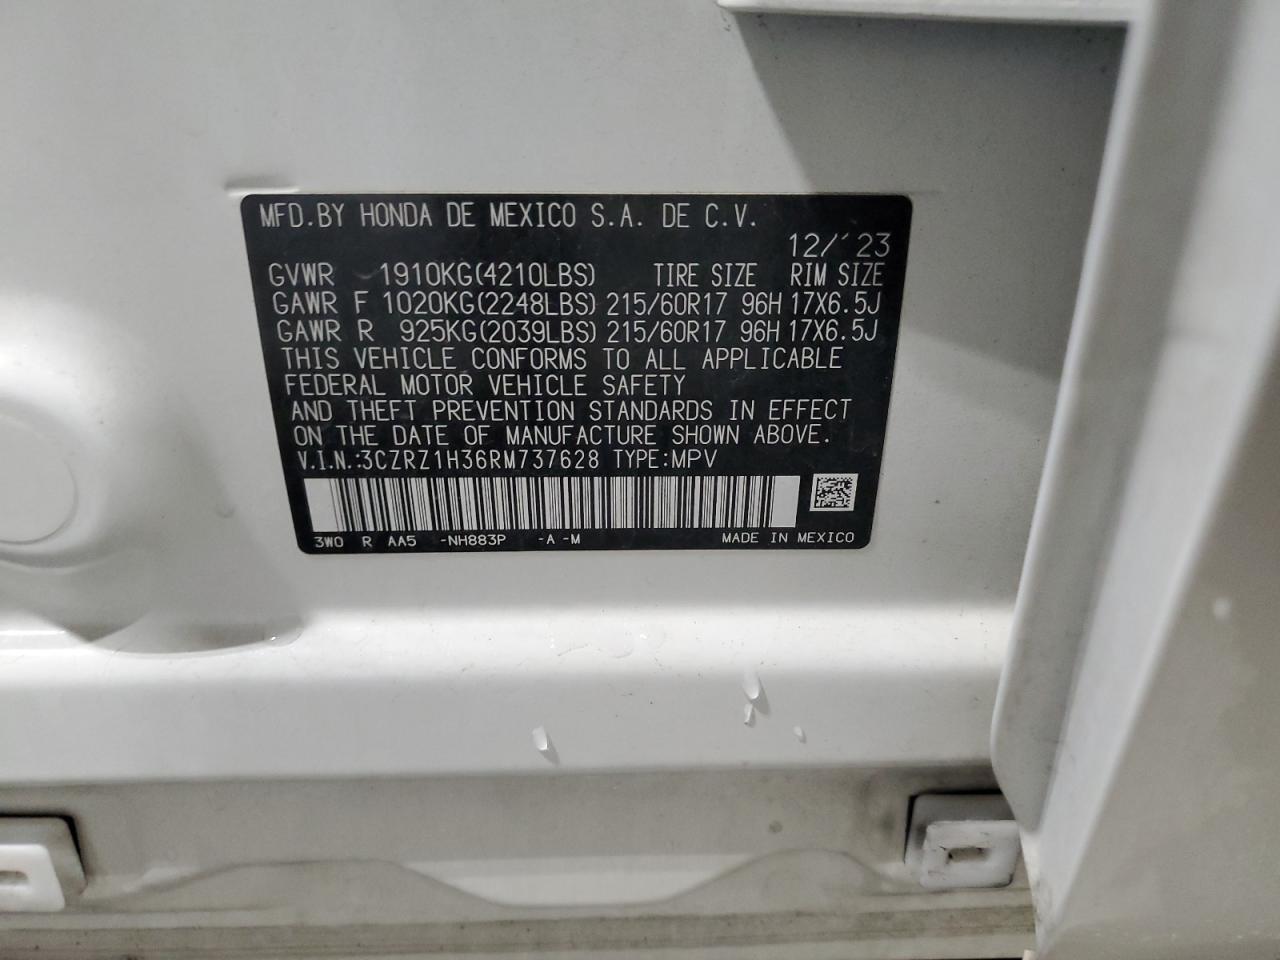 MFD.BY HONDA DE MEXICO S.A. DE C.V.
12/´23
GVWR 1910KG(4210LBS) TIRE SIZE RIM SIZE
GAWR F 1020KG(2248LBS) 215/60R17 96H 17X6.5J
GAWR R 925KG(2039LBS) 215/60R17 96H 17X6.5J
THIS VEHICLE CONFORMS TO ALL APPLICABLE
FEDERAL MOTOR VEHICLE SAFETY
AND THEFT PREVENTION STANDARDS IN EFFECT
ON THE DATE OF MANUFACTURE SHOWN ABOVE.
V.I.N.:3CZRZ1H36RM737628 TYPE:MPV
3W0 R AA5 -NH883P -A -M MADE IN MEXICO